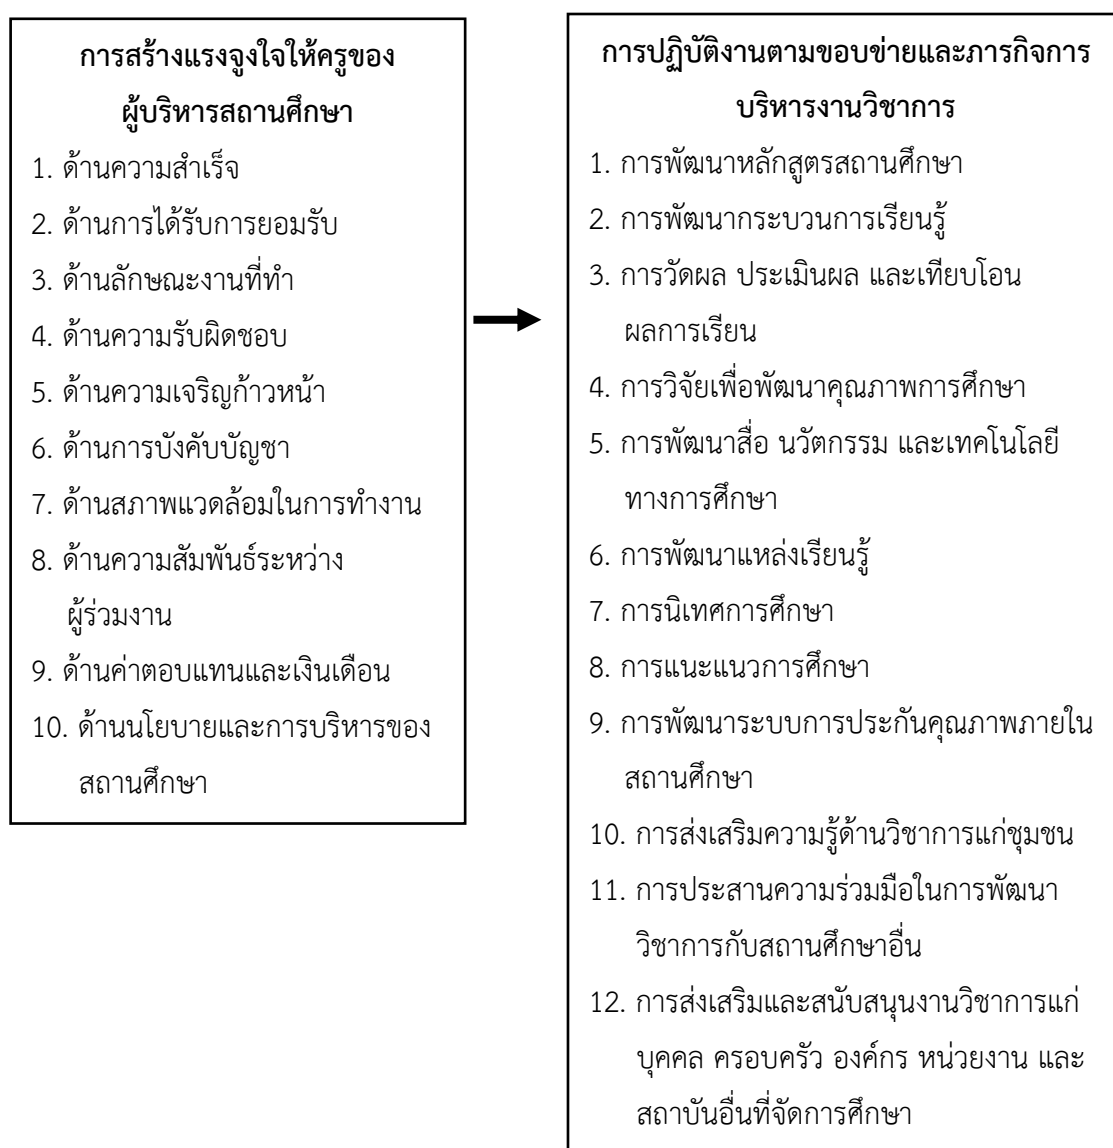 การสร้างแรงจูงใจให้ครูของ
ผู้บริหารสถานศึกษา
1. ด้านความสำเร็จ
2. ด้านการได้รับการยอมรับ
3. ด้านลักษณะงานที่ทำ
4. ด้านความรับผิดชอบ
5. ด้านความเจริญก้าวหน้า
6. ด้านการบังคับบัญชา
7. ด้านสภาพแวดล้อมในการทำงาน
8. ด้านความสัมพันธ์ระหว่าง
ผู้ร่วมงาน
9. ด้านค่าตอบแทนและเงินเดือน
10. ด้านนโยบายและการบริหารของ
สถานศึกษา
การปฏิบัติงานตามขอบข่ายและภารกิจการ
บริหารงานวิชาการ
1. การพัฒนาหลักสูตรสถานศึกษา
2. การพัฒนากระบวนการเรียนรู้
3. การวัดผล ประเมินผล และเทียบโอน
ผลการเรียน
4. การวิจัยเพื่อพัฒนาคุณภาพการศึกษา
5. การพัฒนาสื่อ นวัตกรรม และเทคโนโลยี
ทางการศึกษา
6. การพัฒนาแหล่งเรียนรู้
7. การนิเทศการศึกษา
8. การแนะแนวการศึกษา
9. การพัฒนาระบบการประกันคุณภาพภายใน
สถานศึกษา
10. การส่งเสริมความรู้ด้านวิชาการแก่ชุมชน
11. การประสานความร่วมมือในการพัฒนา
วิชาการกับสถานศึกษาอื่น
12. การส่งเสริมและสนับสนุนงานวิชาการแก่
บุคคล ครอบครัว องค์กร หน่วยงาน และ
สถาบันอื่นที่จัดการศึกษา